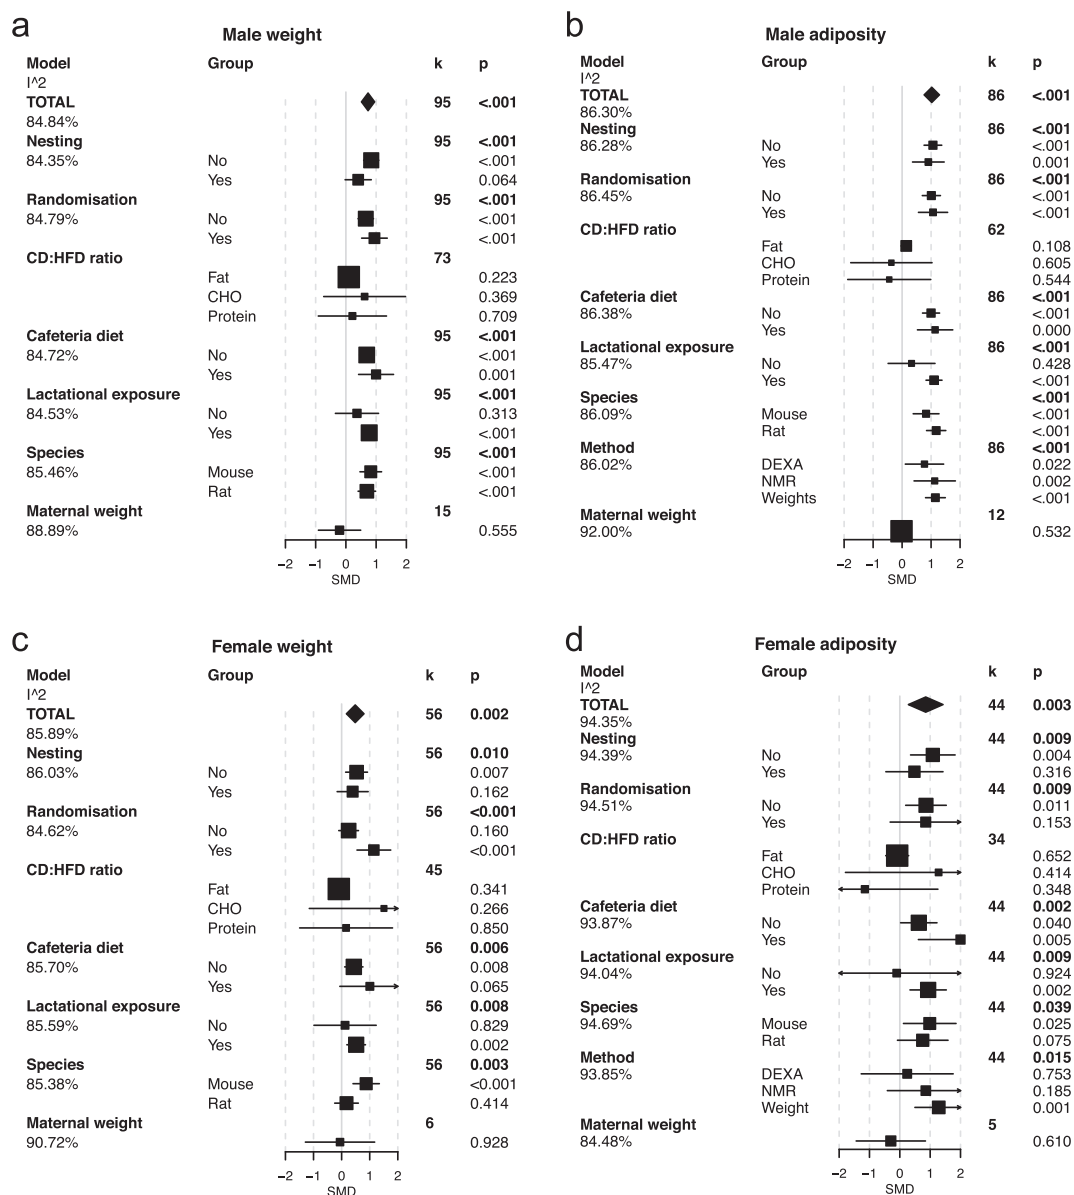 a
Male weight
Model Group k p
I^2
TOTAL 95 <.001
84.84%
Nesting 95 <.001
84.35% No <.001
Yes 0.064
Randomisation 95 <.001
84.79% No <.001
Yes <.001
CD:HFD ratio 73
Fat 0.223
CHO 0.369
Protein 0.709
Cafeteria diet 95 <.001
84.72% No <.001
Yes 0.001
Lactational exposure 95 <.001
84.53% No 0.313
Yes <.001
Species 95 <.001
85.46% Mouse <.001
Rat <.001
Maternal weight 15
88.89% 0.555
−2 −1 0 1 2
SMD
b
Male adiposity
Model Group k p
I^2
TOTAL 86 <.001
86.30%
Nesting 86 <.001
86.28% No <.001
Yes 0.001
Randomisation 86 <.001
86.45% No <.001
Yes <.001
CD:HFD ratio 62
Fat 0.108
CHO 0.605
Protein 0.544
Cafeteria diet 86 <.001
86.38% No <.001
Yes 0.000
Lactational exposure 86 <.001
85.47% No 0.428
Yes <.001
Species <.001
86.09% Mouse <.001
Rat <.001
Method 86 <.001
86.02% DEXA 0.022
NMR 0.002
Weights <.001
Maternal weight 12
92.00% 0.532
−2 −1 0 1 2
SMD
c
Female weight
Model Group k p
I^2
TOTAL 56 0.002
85.89%
Nesting 56 0.010
86.03% No 0.007
Yes 0.162
Randomisation 56 <0.001
84.62% No 0.160
Yes <0.001
CD:HFD ratio 45
Fat 0.341
CHO 0.266
Protein 0.850
Cafeteria diet 56 0.006
85.70% No 0.008
Yes 0.065
Lactational exposure 56 0.008
85.59% No 0.829
Yes 0.002
Species 56 0.003
85.38% Mouse <0.001
Rat 0.414
Maternal weight 6
90.72% 0.928
−2 −1 0 1 2
SMD
d
Female adiposity
Model Group k p
I^2
TOTAL 44 0.003
94.35%
Nesting 44 0.009
94.39% No 0.004
Yes 0.316
Randomisation 44 0.009
94.51% No 0.011
Yes 0.153
CD:HFD ratio 34
Fat 0.652
CHO 0.414
Protein 0.348
Cafeteria diet 44 0.002
93.87% No 0.040
Yes 0.005
Lactational exposure 44 0.009
94.04% No 0.924
Yes 0.002
Species 44 0.039
94.69% Mouse 0.025
Rat 0.075
Method 44 0.015
93.85% DEXA 0.753
NMR 0.185
Weight 0.001
Maternal weight 5
84.48% 0.610
−2 −1 0 1 2
SMD